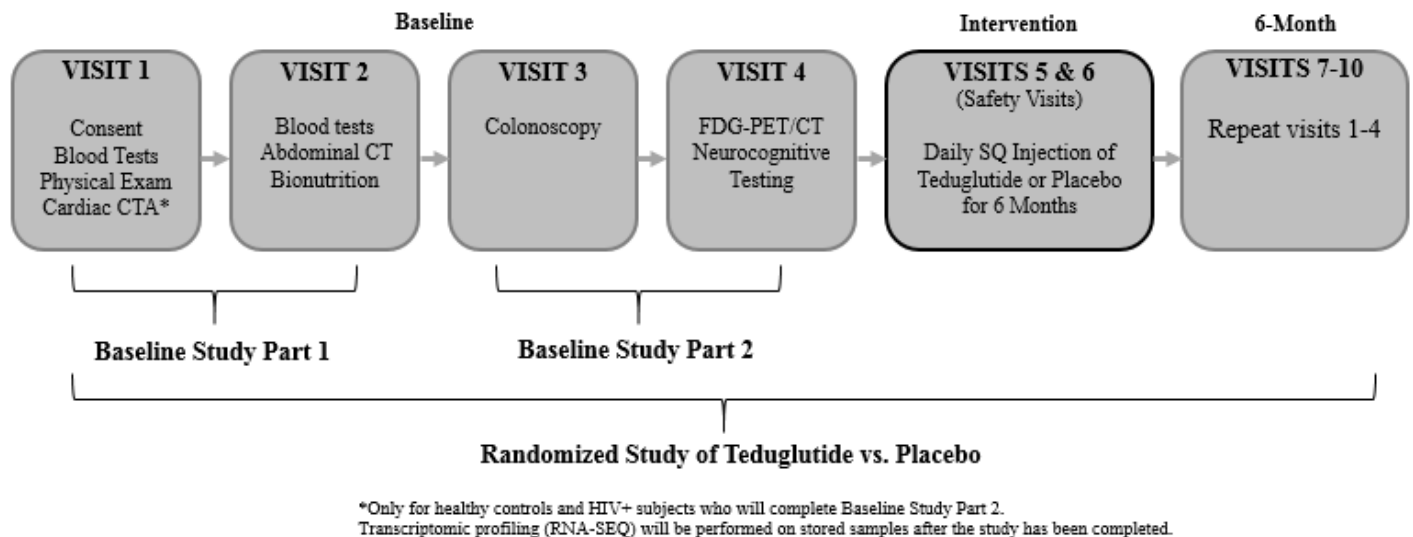 Baseline
Intervention
6-Month
VISIT 1
Consent
Blood Tests
Physical Exam
Cardiac CTA*
VISIT 2
Blood tests
Abdominal CT
Bionutrition
VISIT 3
Colonoscopy
VISIT 4
FDG-PET/CT
Neurocognitive
Testing
VISITS 5 & 6
(Safety Visits)
Daily SQ Injection of
Teduglutide or Placebo
for 6 Months
VISITS 7-10
Repeat visits 1-4
Baseline Study Part 1
Baseline Study Part 2
Randomized Study of Teduglutide vs. Placebo
*Only for healthy controls and HIV+ subjects who will complete Baseline Study Part 2.
Transcriptomic profiling (RNA-SEQ) will be performed on stored samples after the study has been completed.